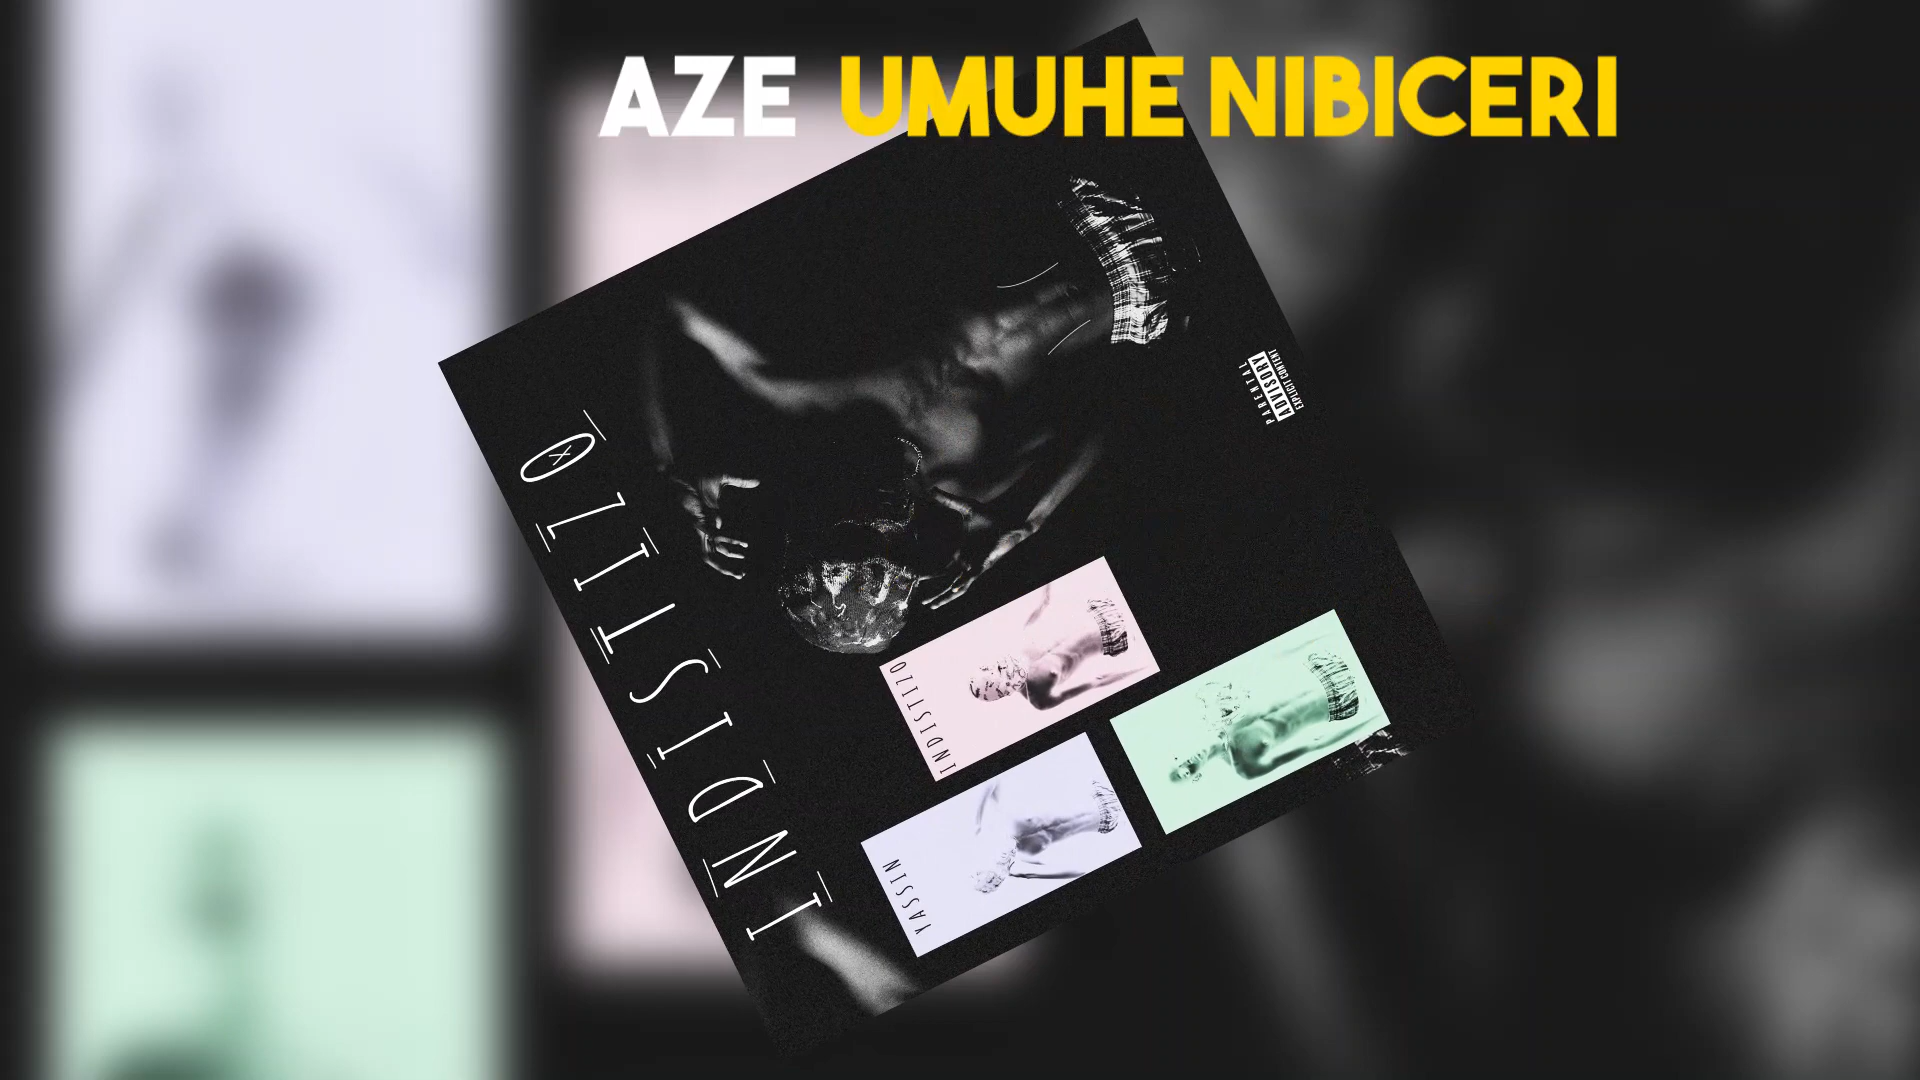 AZE UMUHE NIBICERI
INDISTIZO
PARENTAL
ADVISORY
EXPLICIT CONTENT
INDISTIZO
YASSIN